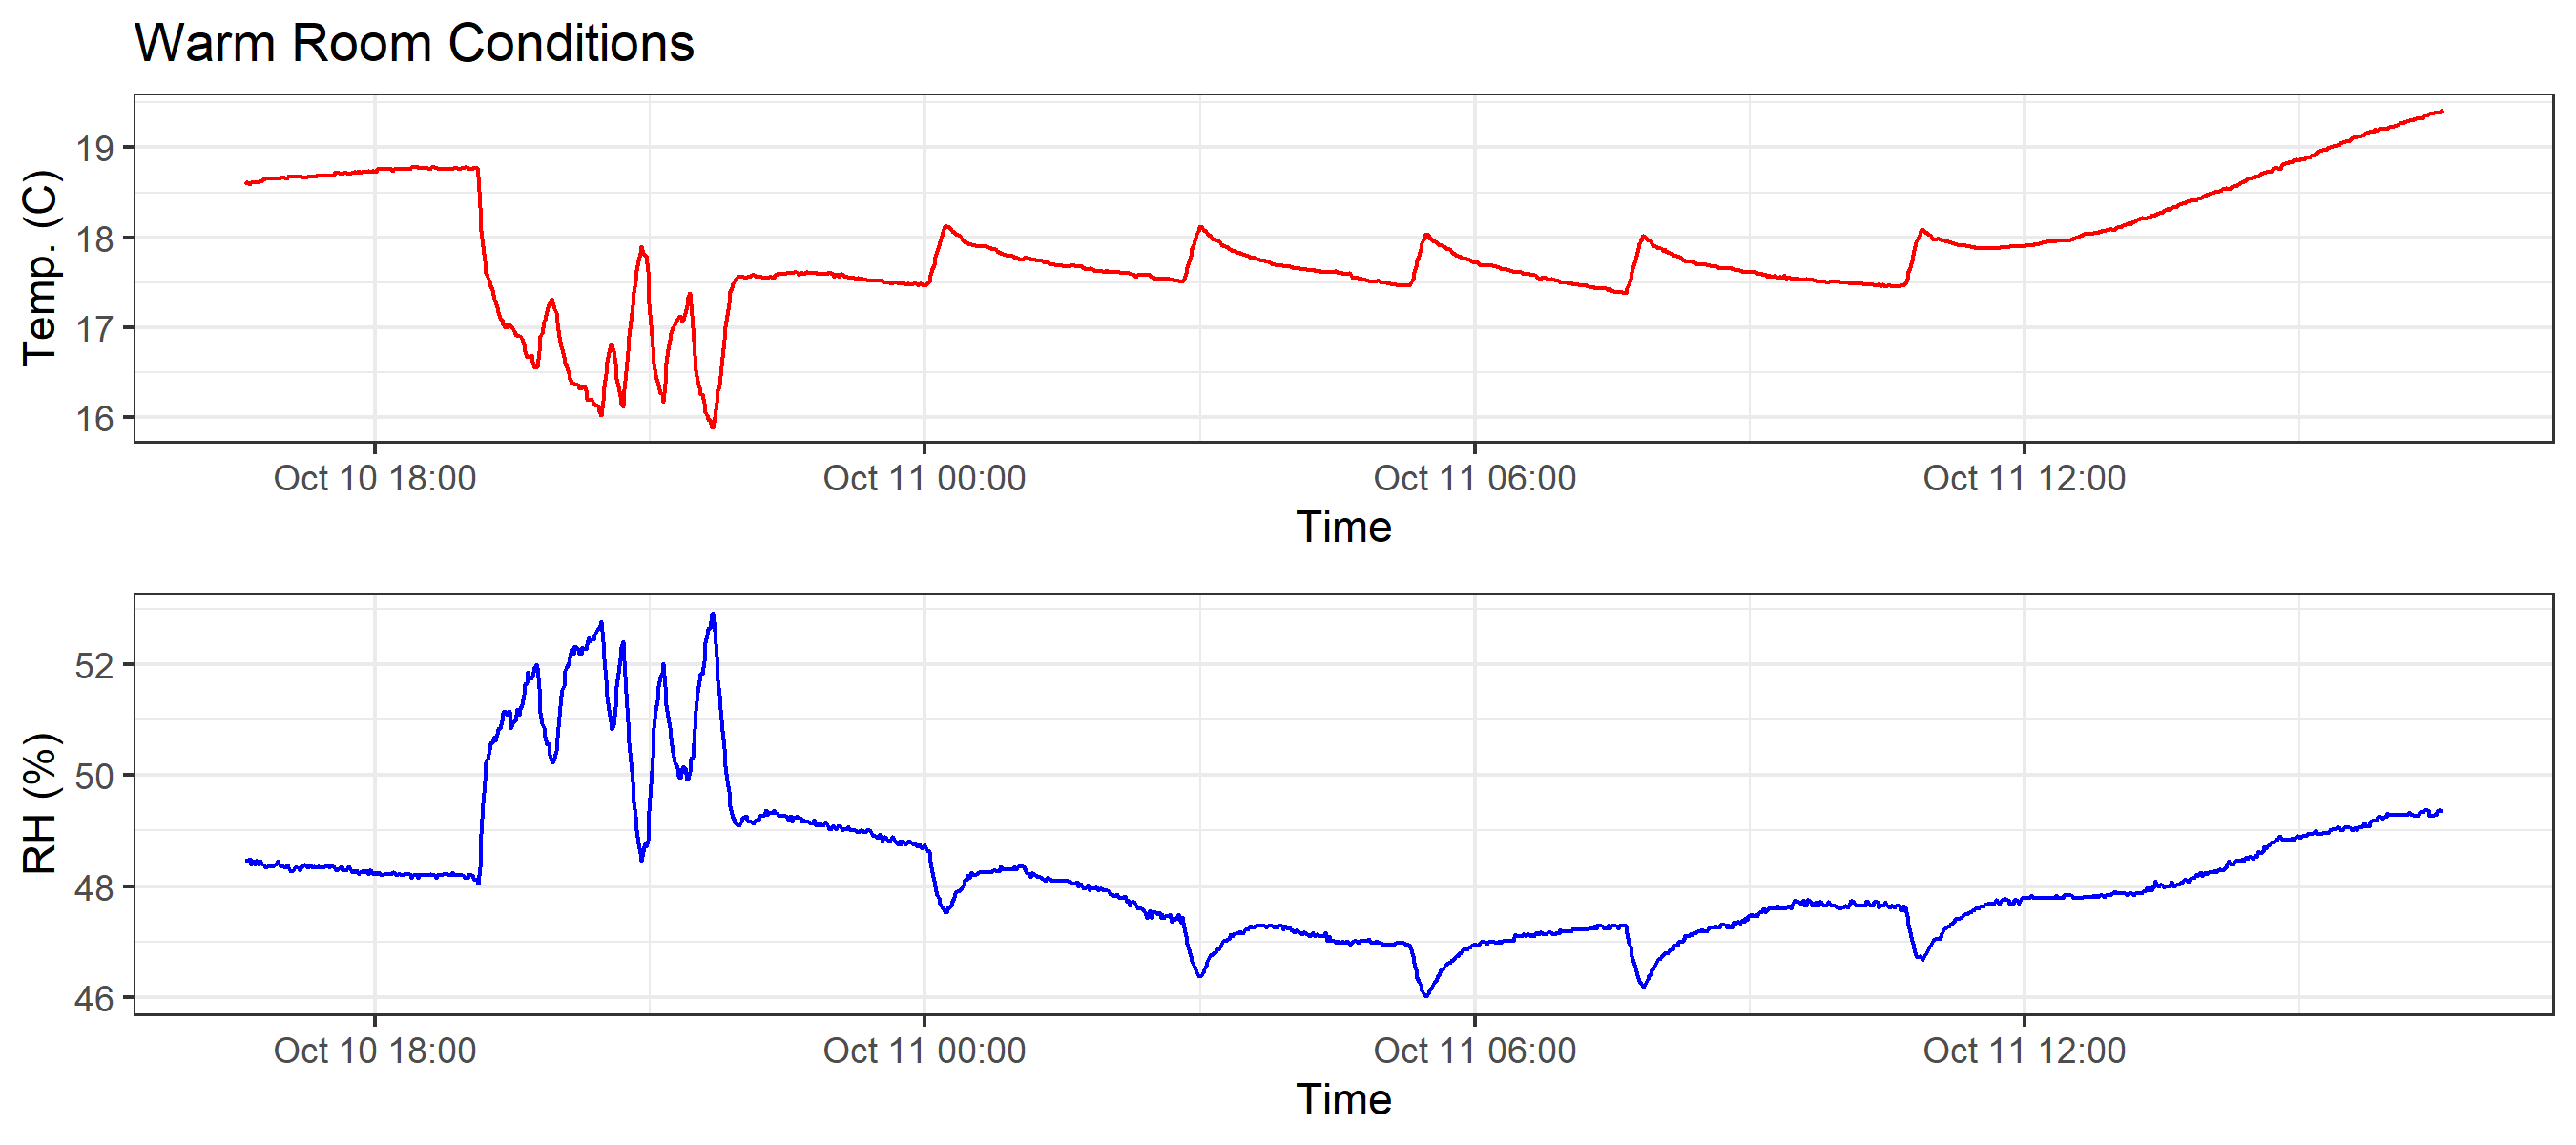 Warm Room Conditions
Temp. (C)
19
18
17
16
Oct 10 18:00 Oct 11 00:00 Oct 11 06:00 Oct 11 12:00
Time
RH (%)
52
50
48
46
Oct 10 18:00 Oct 11 00:00 Oct 11 06:00 Oct 11 12:00
Time